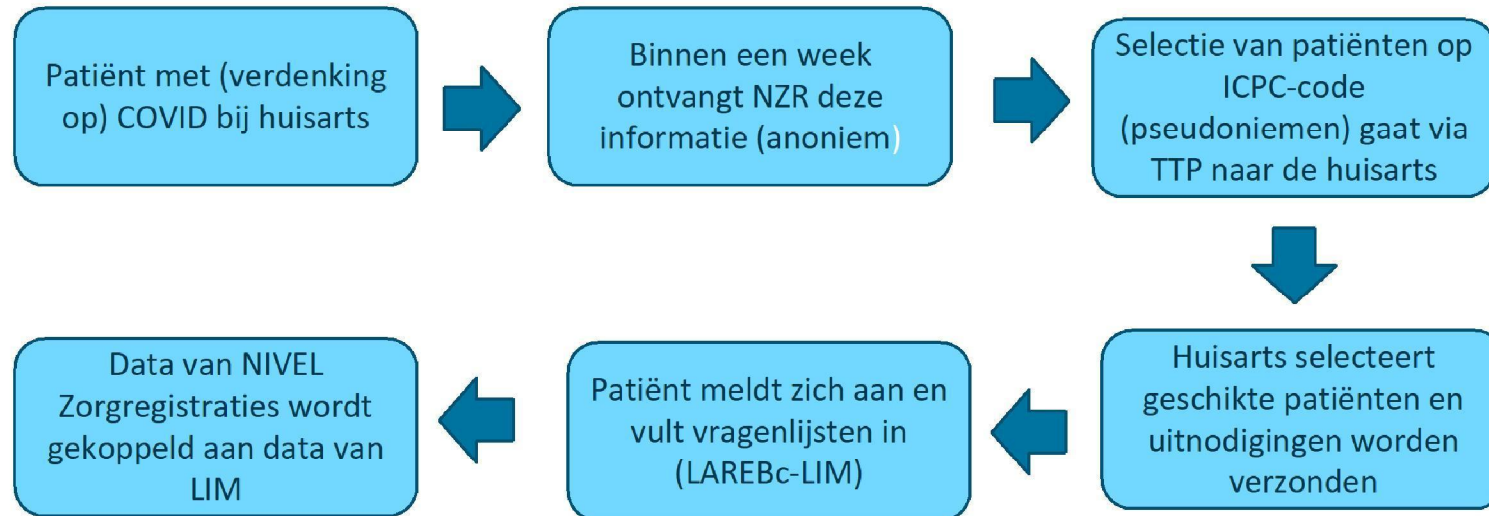 Patiënt met (verdenking
op) COVID bij huisarts
Binnen een week
ontvangt NZR deze
informatie (anoniem)
Selectie van patiënten op
ICPC-code
(pseudoniemen) gaat via
TTP naar de huisarts
Huisarts selecteert
geschikte patiënten en
uitnodigingen worden
verzonden
Patiënt meldt zich aan en
vult vragenlijsten in
(LAREBc-LIM)
Data van NIVEL
Zorgregistraties wordt
gekoppeld aan data van
LIM